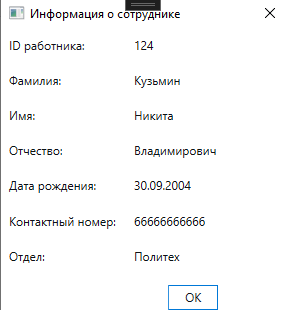 Информация о сотруднике
ID работника: 124
Фамилия: Кузьмин
Имя: Никита
Отчество: Владимирович
Дата рождения: 30.09.2004
Контактный номер: 66666666666
Отдел: Политех
OK